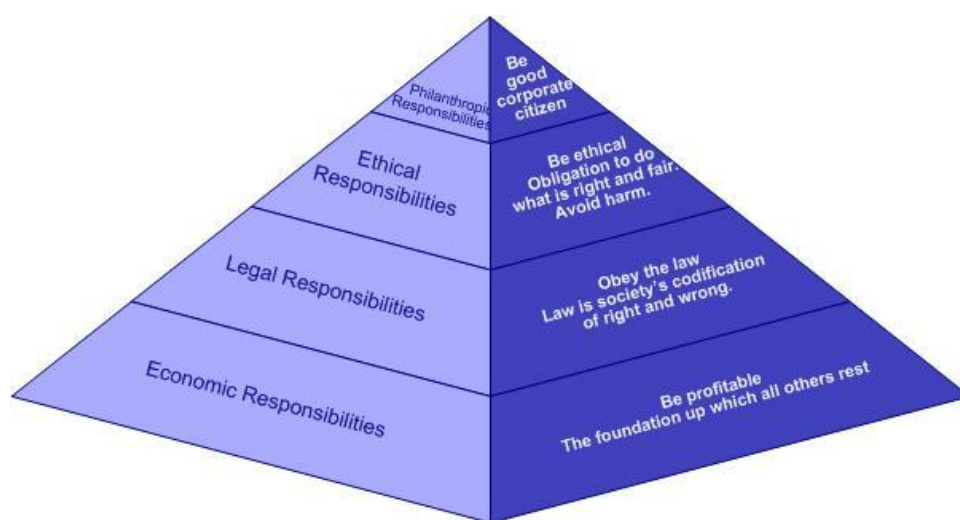 Philanthropic
Responsibilities
Be
good
corporate
citizen
Ethical
Responsibilities
Be ethical
Obligation to do
what is right and fair.
Avoid harm.
Legal Responsibilities
Obey the law
Law is society's codification
of right and wrong.
Economic Responsibilities
Be profitable
The foundation up which all others rest